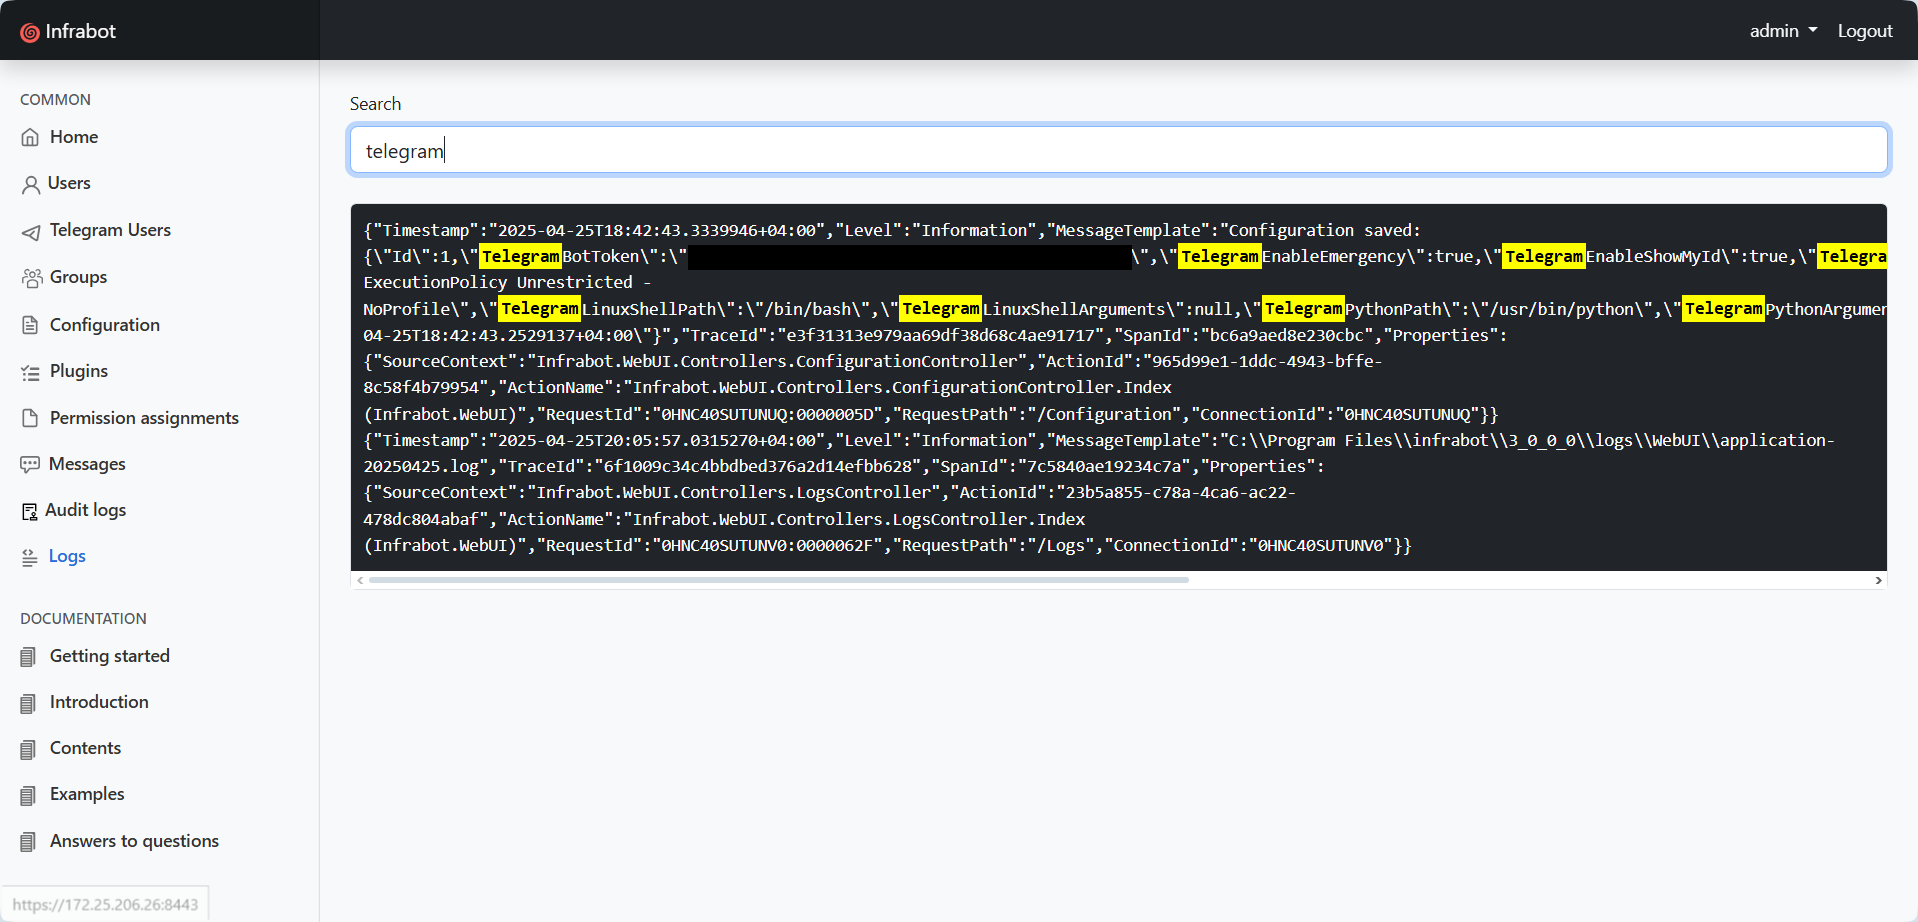 Infrabot
admin
Logout
COMMON
Home
Users
Telegram Users
Groups
Configuration
Plugins
Permission assignments
Messages
Audit logs
Logs
DOCUMENTATION
Getting started
Introduction
Contents
Examples
Answers to questions
https://172.25.206.26:8443
Search
telegram
{"Timestamp":"2025-04-25T18:42:43.3339946+04:00","Level":"Information","MessageTemplate":"Configuration saved:
{\"Id\":1,\"TelegramBotToken\":\" \",\"TelegramEnableEmergency\":true,\"TelegramEnableShowMyId\":true,\"Telegra
ExecutionPolicy Unrestricted -
NoProfile\",\"TelegramLinuxShellPath\":\"/bin/bash\",\"TelegramLinuxShellArguments\":null,\"TelegramPythonPath\":\"/usr/bin/python\",\"TelegramPythonArgumen
04-25T18:42:43.2529137+04:00\"}","TraceId":"e3f31313e979aa69df38d68c4ae91717","SpanId":"bc6a9aed8e230cbc","Properties":
{"SourceContext":"Infrabot.WebUI.Controllers.ConfigurationController","ActionId":"965d99e1-1ddc-4943-bffe-
8c58f4b79954","ActionName":"Infrabot.WebUI.Controllers.ConfigurationController.Index
(Infrabot.WebUI)","RequestId":"0HNC40SUTUNUQ:0000005D","RequestPath":"/Configuration","ConnectionId":"0HNC40SUTUNUQ"}}
{"Timestamp":"2025-04-25T20:05:57.0315270+04:00","Level":"Information","MessageTemplate":"C:\\Program Files\\infrabot\\3_0_0_0\\logs\\WebUI\\application-
20250425.log","TraceId":"6f1009c34c4bbdbed376a2d14efbb628","SpanId":"7c5840ae19234c7a","Properties":
{"SourceContext":"Infrabot.WebUI.Controllers.LogsController","ActionId":"23b5a855-c78a-4ca6-ac22-
478dc804abaf","ActionName":"Infrabot.WebUI.Controllers.LogsController.Index
(Infrabot.WebUI)","RequestId":"0HNC40SUTUNV0:0000062F","RequestPath":"/Logs","ConnectionId":"0HNC40SUTUNV0"}}